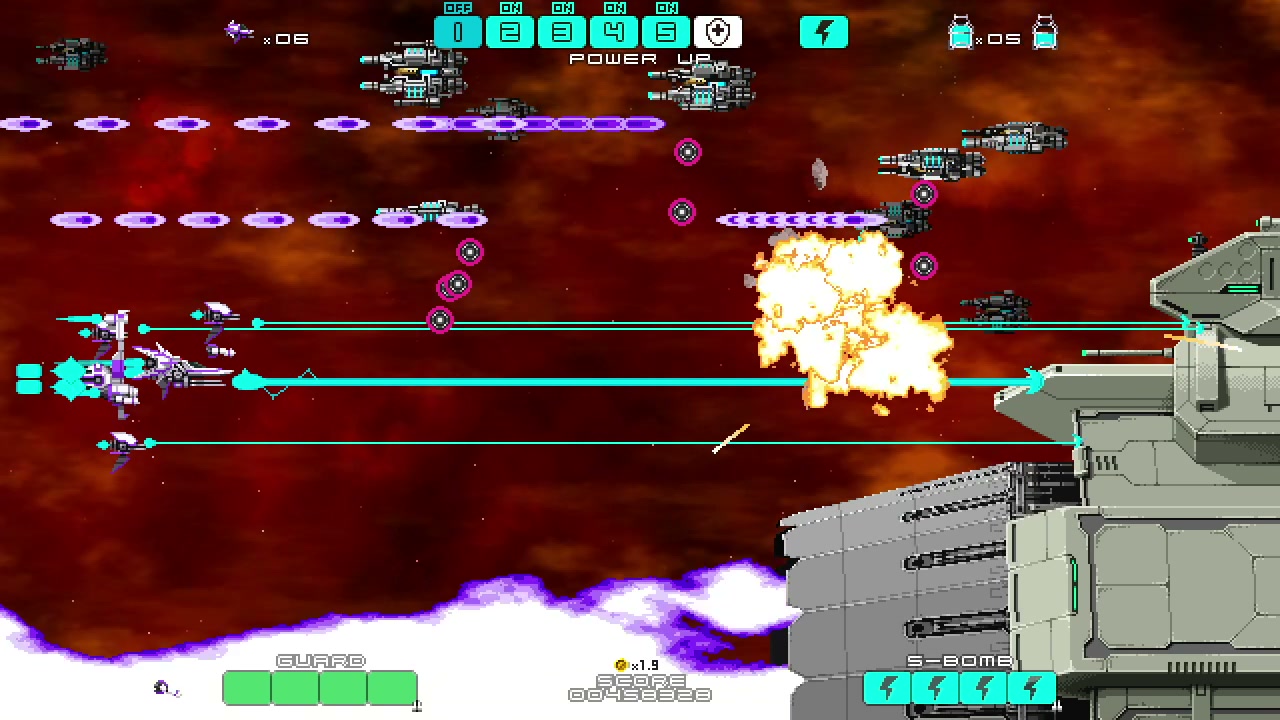 OFF ON ON ON ON
×06 1 2 3 4 5 ×05
POWER UP
×1.9
GUARD SCORE S-BOMB